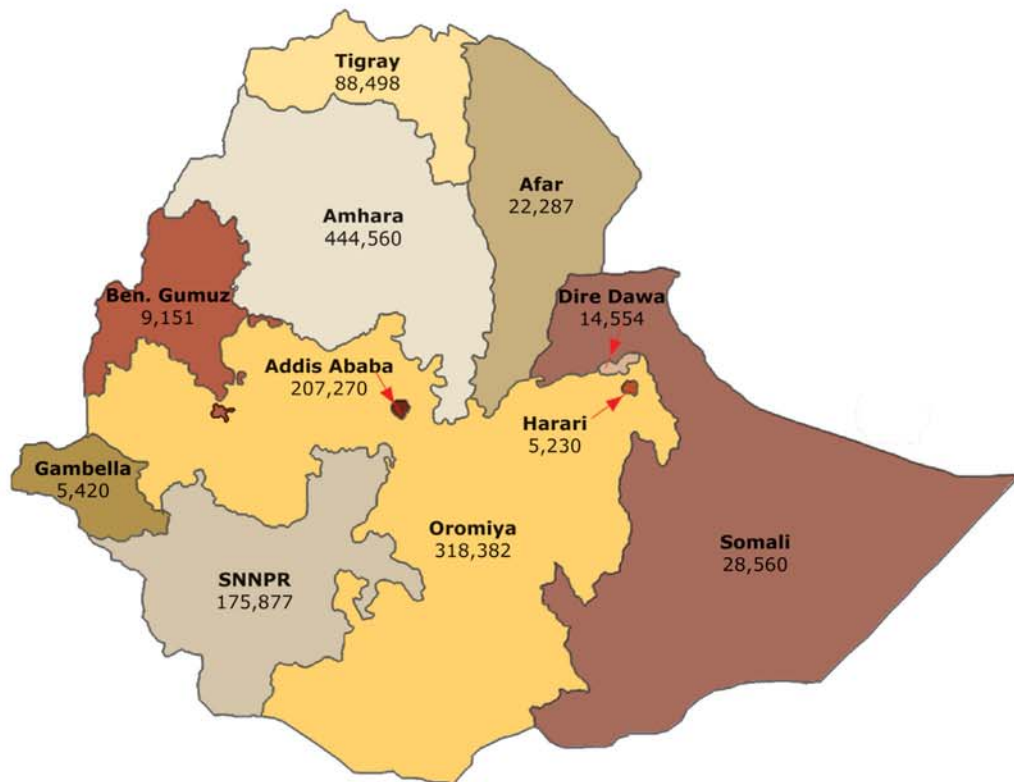 Tigray
88,498
Afar
22,287
Amhara
444,560
Ben. Gumuz
9,151
Dire Dawa
14,554
Addis Ababa
207,270
Harari
5,230
Gambella
5,420
Oromiya
318,382
Somali
28,560
SNNPR
175,877